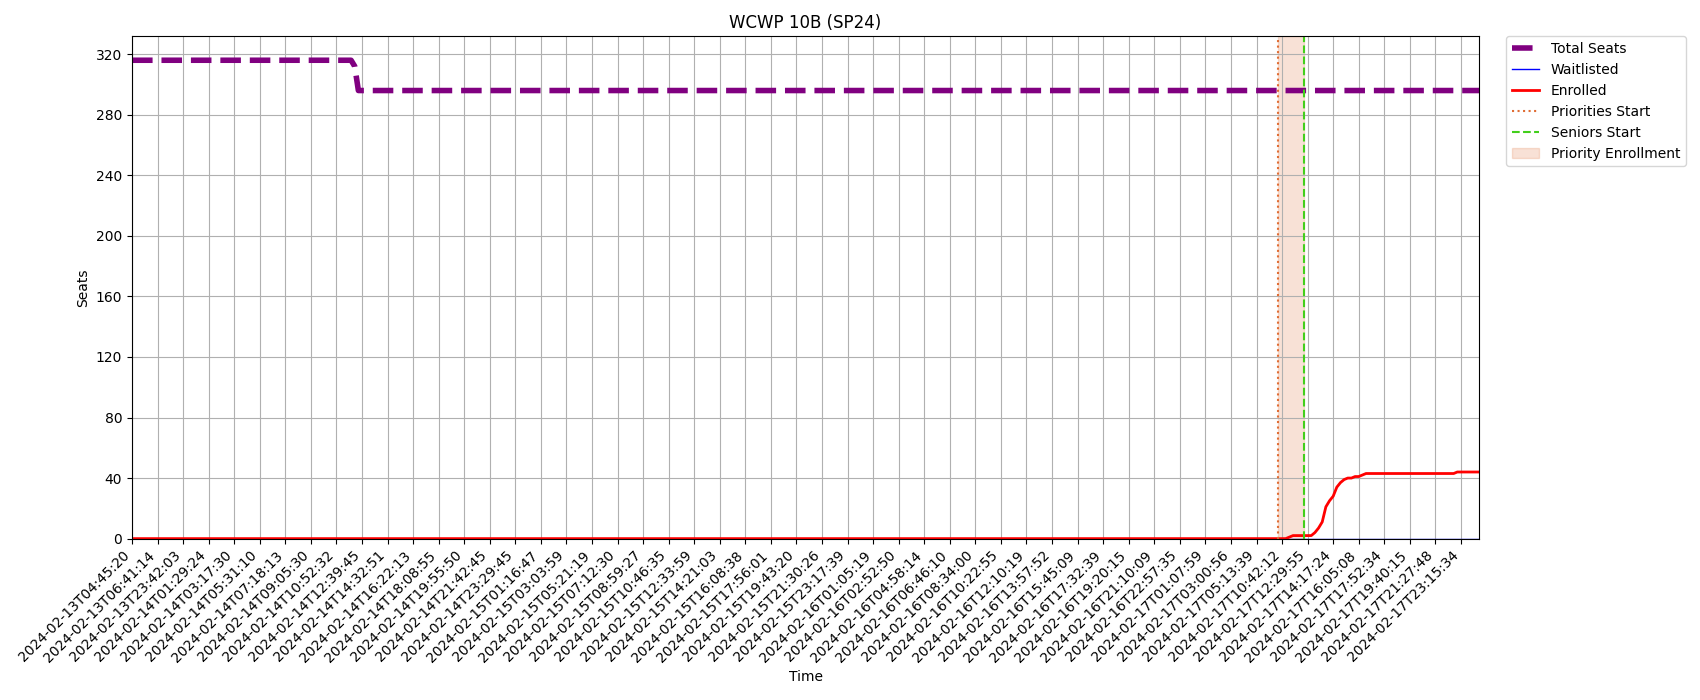 WCWP 10B (SP24)
Total Seats
Waitlisted
Enrolled
Priorities Start
Seniors Start
Priority Enrollment
Seats
320
280
240
200
160
120
80
40
0
2024-02-13T04:45:20
2024-02-13T06:41:14
2024-02-13T23:42:03
2024-02-14T01:29:24
2024-02-14T03:17:30
2024-02-14T05:31:10
2024-02-14T07:18:13
2024-02-14T09:05:30
2024-02-14T10:52:32
2024-02-14T12:39:45
2024-02-14T14:32:51
2024-02-14T16:22:13
2024-02-14T18:08:55
2024-02-14T19:55:50
2024-02-14T21:42:45
2024-02-14T23:29:45
2024-02-15T01:16:47
2024-02-15T03:03:59
2024-02-15T05:21:19
2024-02-15T07:12:30
2024-02-15T08:59:27
2024-02-15T10:46:35
2024-02-15T12:33:59
2024-02-15T14:21:03
2024-02-15T16:08:38
2024-02-15T17:56:01
2024-02-15T19:43:20
2024-02-15T21:30:26
2024-02-15T23:17:39
2024-02-16T01:05:19
2024-02-16T02:52:50
2024-02-16T04:58:14
2024-02-16T06:46:10
2024-02-16T08:34:00
2024-02-16T10:22:55
2024-02-16T12:10:19
2024-02-16T13:57:52
2024-02-16T15:45:09
2024-02-16T17:32:39
2024-02-16T19:20:15
2024-02-16T21:10:09
2024-02-16T22:57:35
2024-02-17T01:07:59
2024-02-17T03:00:56
2024-02-17T05:13:39
2024-02-17T10:42:12
2024-02-17T12:29:55
2024-02-17T14:17:24
2024-02-17T16:05:08
2024-02-17T17:52:34
2024-02-17T19:40:15
2024-02-17T21:27:48
2024-02-17T23:15:34
Time